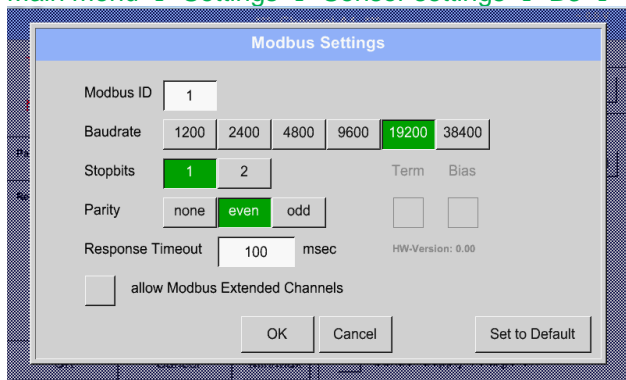 Modbus Settings
Modbus ID 1
Baudrate 1200 2400 4800 9600 19200 38400
Stopbits 1 2 Term Bias
Parity none even odd
Response Timeout 100 msec HW-Version: 0.00
allow Modbus Extended Channels
OK Cancel Set to Default